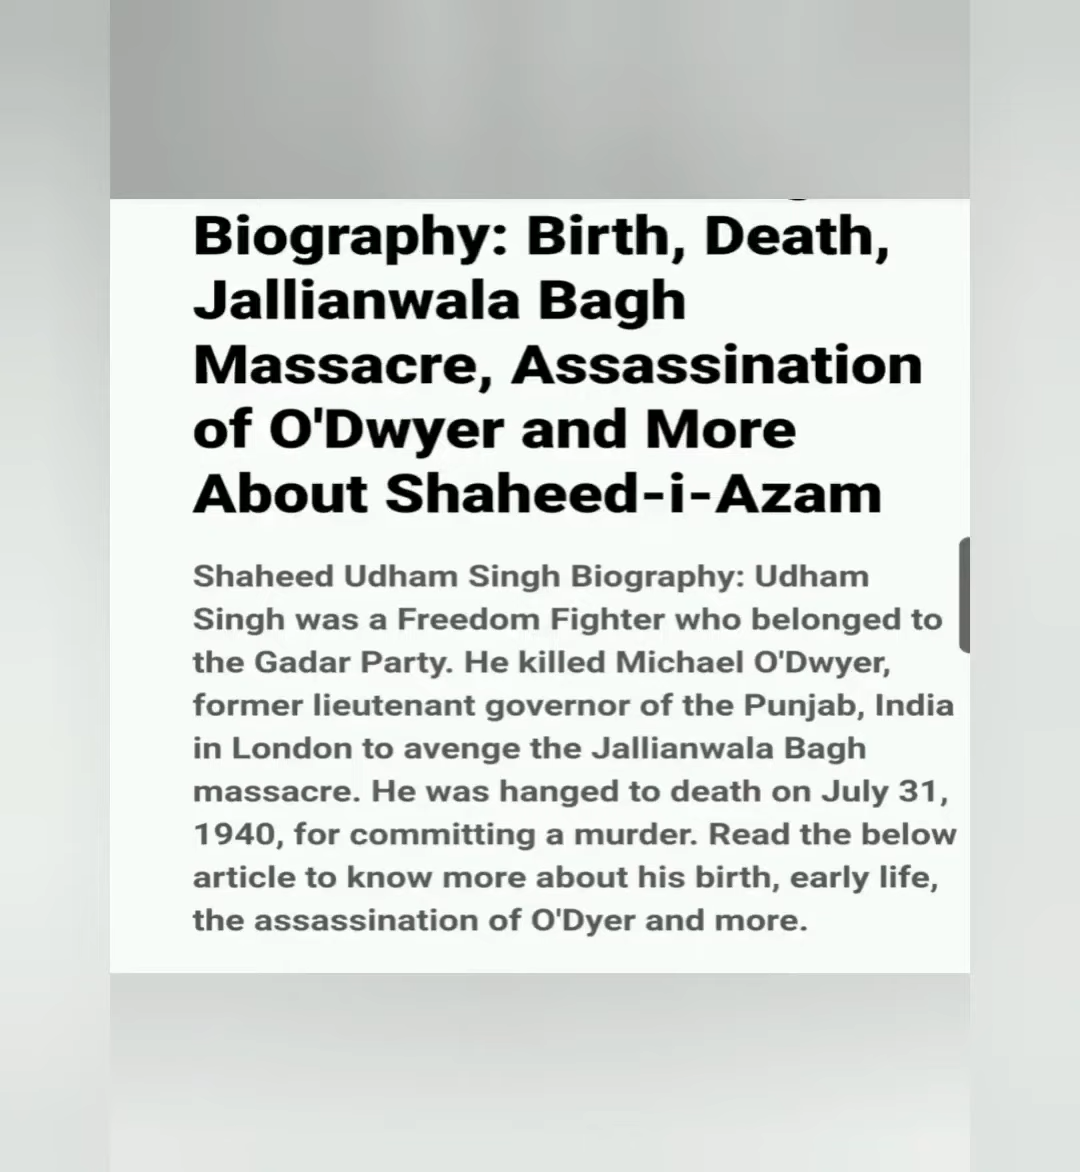 Biography: Birth, Death,
Jallianwala Bagh
Massacre, Assassination
of O'Dwyer and More
About Shaheed-i-Azam
Shaheed Udham Singh Biography: Udham
Singh was a Freedom Fighter who belonged to
the Gadar Party. He killed Michael O'Dwyer,
former lieutenant governor of the Punjab, India
in London to avenge the Jallianwala Bagh
massacre. He was hanged to death on July 31,
1940, for committing a murder. Read the below
article to know more about his birth, early life,
the assassination of O'Dyer and more.